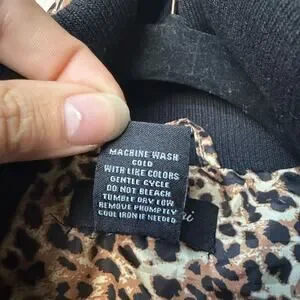 MACHINE WASH
COLD
WITH LIKE COLORS
GENTLE CYCLE
DO NOT BLEACH
TUMBLE DRY LOW
REMOVE PROMPTLY
COOL IRON IF NEEDED